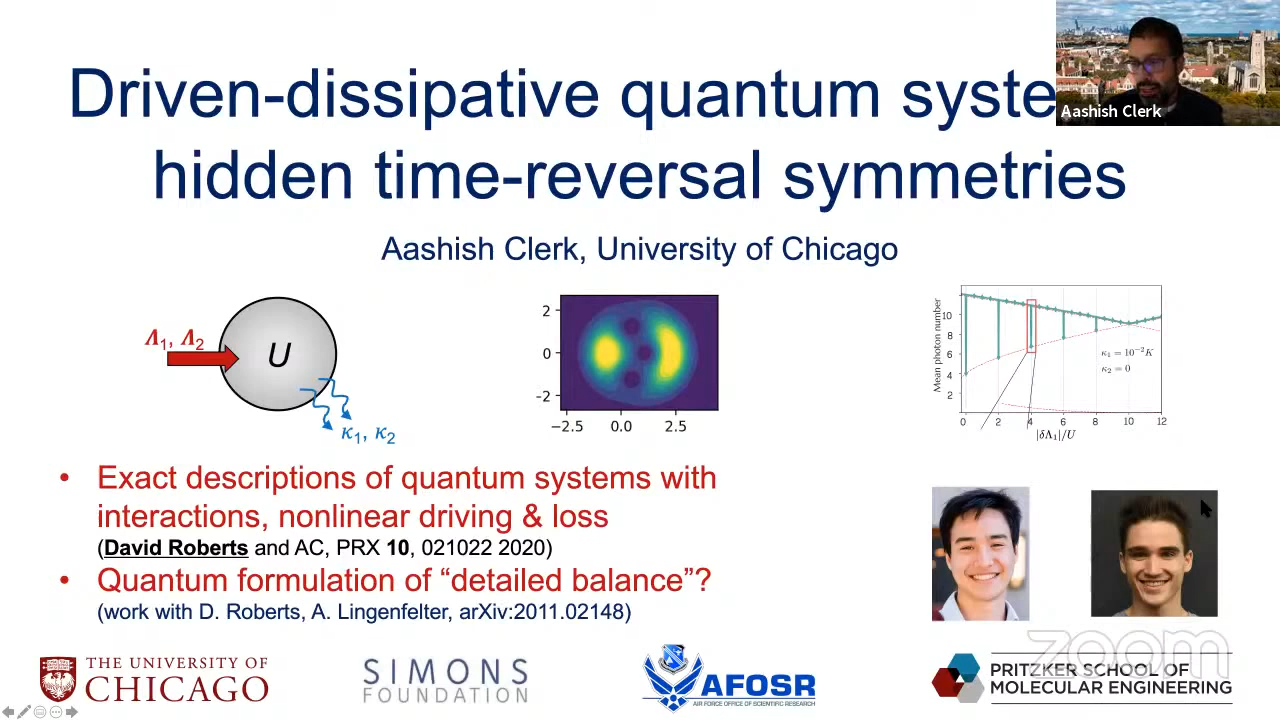 Driven-dissipative quantum syste
Aashish Clerk
hidden time-reversal symmetries
Aashish Clerk, University of Chicago
Λ1, Λ2
U
κ1, κ2
2
0
-2
−2.5 0.0 2.5
Mean photon number
10
8
6
4
2
κ1 = 10⁻²K
κ2 = 0
0 2 4 6 8 10 12
|δΛ1|/U
• Exact descriptions of quantum systems with
interactions, nonlinear driving & loss
(David Roberts and AC, PRX 10, 021022 2020)
• Quantum formulation of “detailed balance”?
(work with D. Roberts, A. Lingenfelter, arXiv:2011.02148)
zoom
THE UNIVERSITY OF
CHICAGO
SIMONS
FOUNDATION
AFOSR
AIR FORCE OFFICE OF SCIENTIFIC RESEARCH
PRITZKER SCHOOL OF
MOLECULAR ENGINEERING